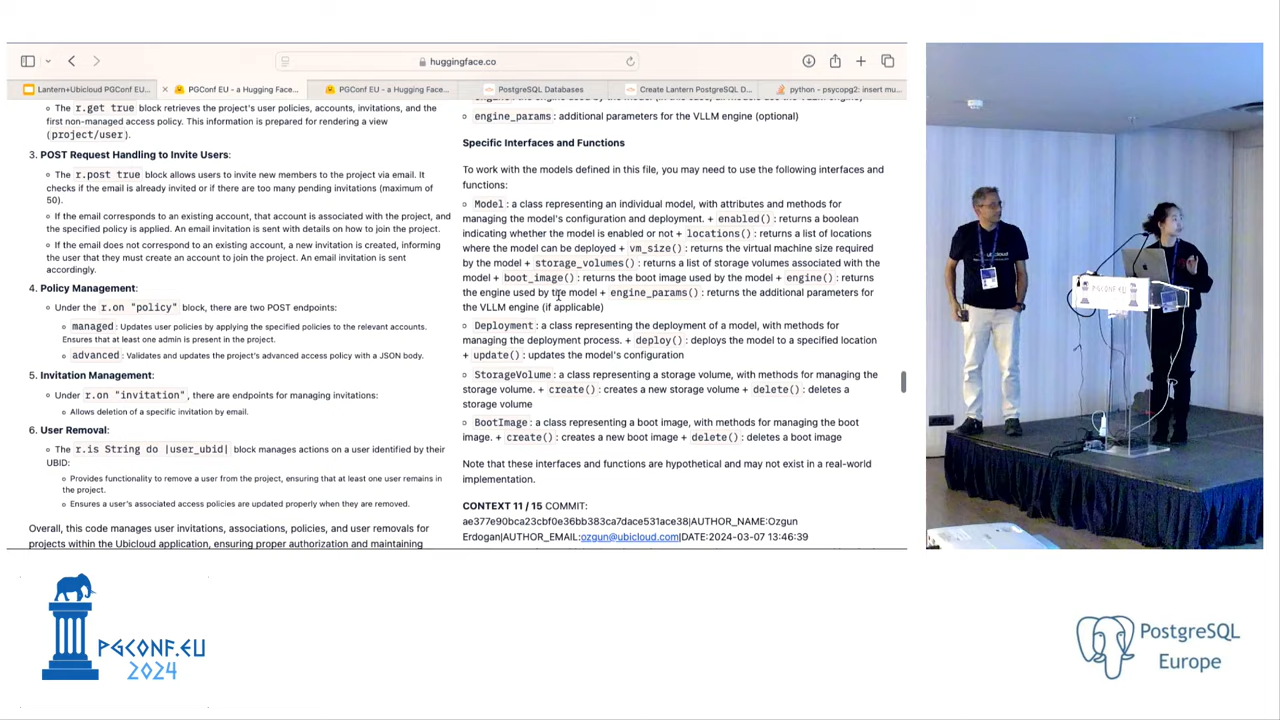 huggingface.co
Lantern+Ubicloud PGConf EU...
PGConf EU - a Hugging Face...
PGConf EU - a Hugging Face...
PostgreSQL Databases
Create Lantern PostgreSQL D...
python - psycopg2: insert mu...
The r.get true block retrieves the project's user policies, accounts, invitations, and the
first non-managed access policy. This information is prepared for rendering a view
(project/user).
3. POST Request Handling to Invite Users:
The r.post true block allows users to invite new members to the project via email. It
checks if the email is already invited or if there are too many pending invitations (maximum of
50).
If the email corresponds to an existing account, that account is associated with the project, and
the specified policy is applied. An email invitation is sent with details on how to join the project.
If the email does not correspond to an existing account, a new invitation is created, informing
the user that they must create an account to join the project. An email invitation is sent
accordingly.
4. Policy Management:
Under the r.on "policy" block, there are two POST endpoints:
managed: Updates user policies by applying the specified policies to the relevant accounts.
Ensures that at least one admin is present in the project.
advanced: Validates and updates the project's advanced access policy with a JSON body.
5. Invitation Management:
Under r.on "invitation", there are endpoints for managing invitations:
Allows deletion of a specific invitation by email.
6. User Removal:
The r.is String do |user_ubid| block manages actions on a user identified by their
UBID:
Provides functionality to remove a user from the project, ensuring that at least one user remains in
the project.
Ensures a user's associated access policies are updated properly when they are removed.
Overall, this code manages user invitations, associations, policies, and user removals for
projects within the Ubicloud application, ensuring proper authorization and maintaining
engine_params: additional parameters for the VLLM engine (optional)
Specific Interfaces and Functions
To work with the models defined in this file, you may need to use the following interfaces and
functions:
Model: a class representing an individual model, with attributes and methods for
managing the model's configuration and deployment. + enabled(): returns a boolean
indicating whether the model is enabled or not + locations(): returns a list of locations
where the model can be deployed + vm_size(): returns the virtual machine size required
by the model + storage_volumes(): returns a list of storage volumes associated with the
model + boot_image(): returns the boot image used by the model + engine(): returns
the engine used by the model + engine_params(): returns the additional parameters for
the VLLM engine (if applicable)
Deployment: a class representing the deployment of a model, with methods for
managing the deployment process. + deploy(): deploys the model to a specified location
+ update(): updates the model's configuration
StorageVolume: a class representing a storage volume, with methods for managing the
storage volume. + create(): creates a new storage volume + delete(): deletes a
storage volume
BootImage: a class representing a boot image, with methods for managing the boot
image. + create(): creates a new boot image + delete(): deletes a boot image
Note that these interfaces and functions are hypothetical and may not exist in a real-world
implementation.
CONTEXT 11 / 15 COMMIT:
ae377e90bca23cbf0e36bb383ca7dace531ace38|AUTHOR_NAME:Ozgun
Erdogan|AUTHOR_EMAIL:ozgun@ubicloud.com|DATE:2024-03-07 13:46:39
PGCONF.EU
PGCONF.EU
2024
PostgreSQL
Europe